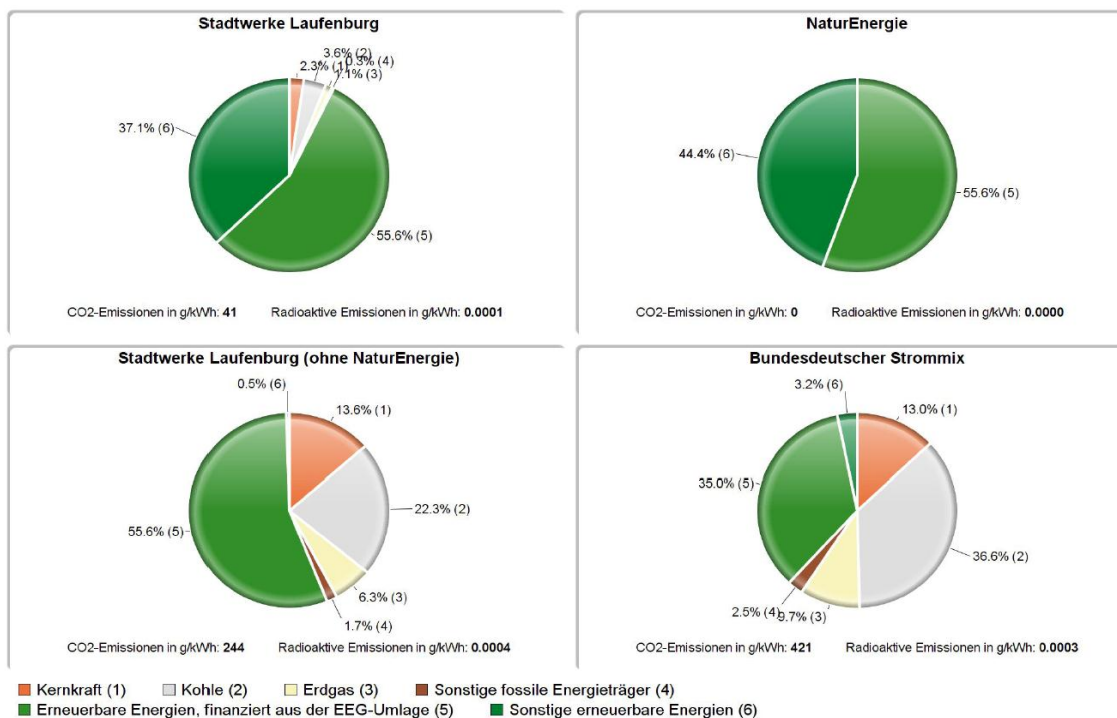 Stadtwerke Laufenburg
3.6% (2)
0.3% (4)
2.3% (1)
1.1% (3)
37.1% (6)
55.6% (5)
CO2-Emissionen in g/kWh: 41 Radioaktive Emissionen in g/kWh: 0.0001
NaturEnergie
44.4% (6)
55.6% (5)
CO2-Emissionen in g/kWh: 0 Radioaktive Emissionen in g/kWh: 0.0000
Stadtwerke Laufenburg (ohne NaturEnergie)
0.5% (6)
13.6% (1)
22.3% (2)
55.6% (5)
6.3% (3)
1.7% (4)
CO2-Emissionen in g/kWh: 244 Radioaktive Emissionen in g/kWh: 0.0004
Bundesdeutscher Strommix
3.2% (6)
13.0% (1)
35.0% (5)
36.6% (2)
2.5% (4)
9.7% (3)
CO2-Emissionen in g/kWh: 421 Radioaktive Emissionen in g/kWh: 0.0003
Kernkraft (1) Kohle (2) Erdgas (3) Sonstige fossile Energieträger (4)
Erneuerbare Energien, finanziert aus der EEG-Umlage (5) Sonstige erneuerbare Energien (6)